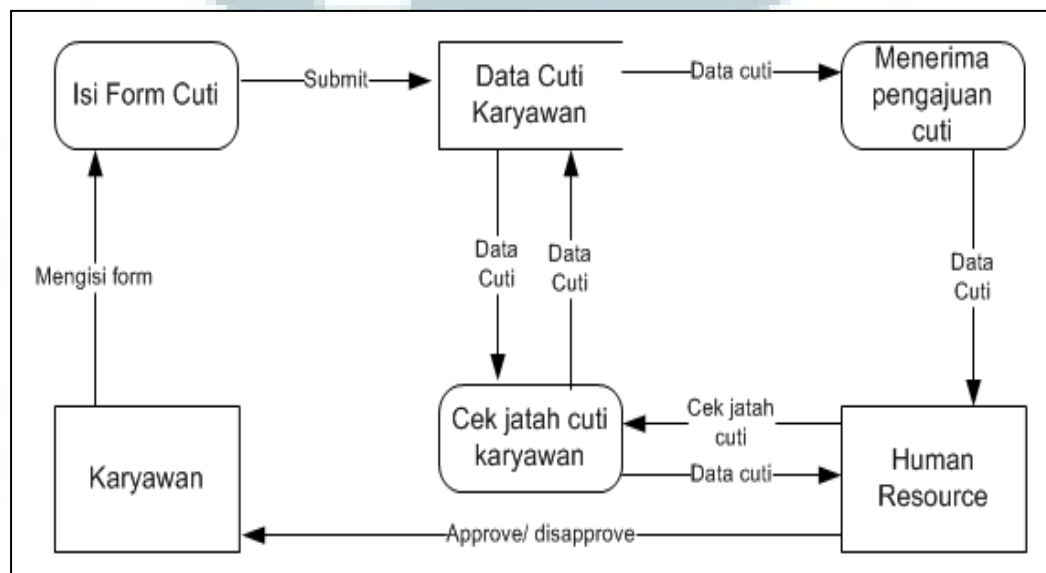 Isi Form Cuti
Submit
Data Cuti
Karyawan
Data cuti
Menerima
pengajuan
cuti
Mengisi form
Data
Cuti
Data
Cuti
Data
Cuti
Karyawan
Cek jatah cuti
karyawan
Cek jatah
cuti
Data cuti
Human
Resource
Approve/ disapprove